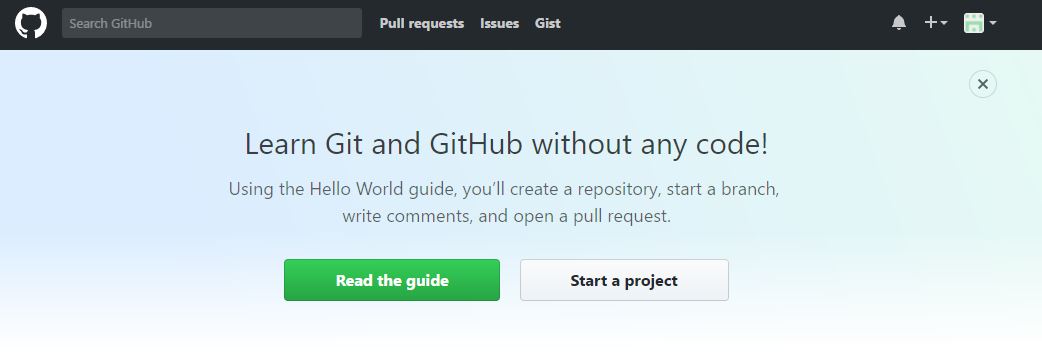 Search GitHub Pull requests Issues Gist
Learn Git and GitHub without any code!
Using the Hello World guide, you’ll create a repository, start a branch,
write comments, and open a pull request.
Read the guide Start a project